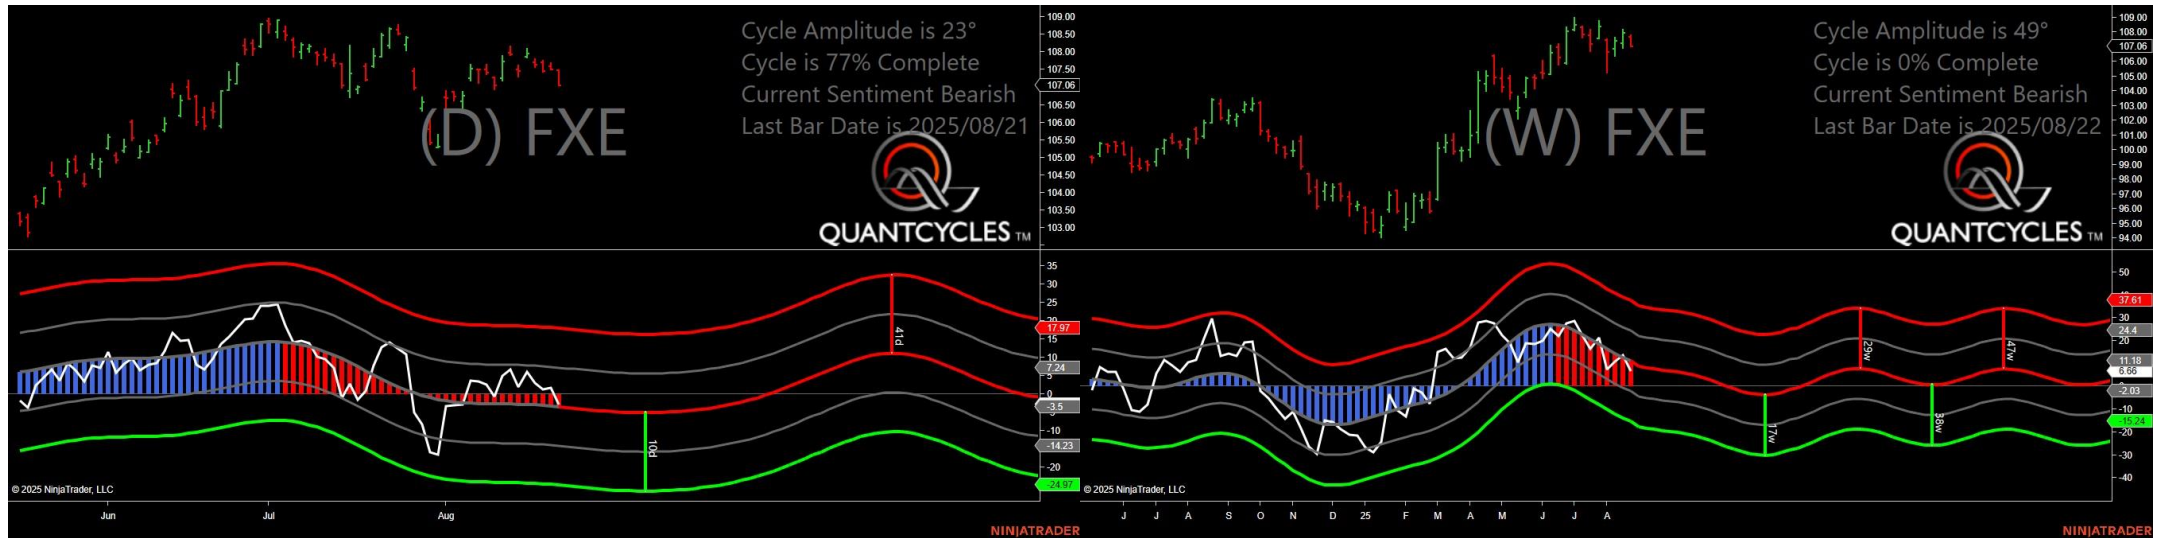 Cycle Amplitude is 23°
Cycle is 77% Complete
Current Sentiment Bearish
Last Bar Date is 2025/08/21
(D) FXE
QUANTCYCLES TM
109.00
108.50
108.00
107.50
107.06
106.50
106.00
105.50
105.00
104.50
104.00
103.50
103.00
35
30
25
20
17.97
15
10
7.24
5
0
-3.5
-5
-10
-14.23
-20
-24.97
41d
10d
© 2025 NinjaTrader, LLC
Jun
Jul
Aug
NINJATRADER
Cycle Amplitude is 49°
Cycle is 0% Complete
Current Sentiment Bearish
Last Bar Date is 2025/08/22
(W) FXE
QUANTCYCLES TM
109.00
108.00
107.06
106.00
105.00
104.00
103.00
102.00
101.00
100.00
99.00
98.00
97.00
96.00
95.00
94.00
50
37.61
30
24.4
20
11.18
6.66
-2.03
-10
-15.24
-20
-30
-40
29w
47w
17w
38w
© 2025 NinjaTrader, LLC
J
J
A
S
O
N
D
25
F
M
A
M
J
J
A
NINJATRADER